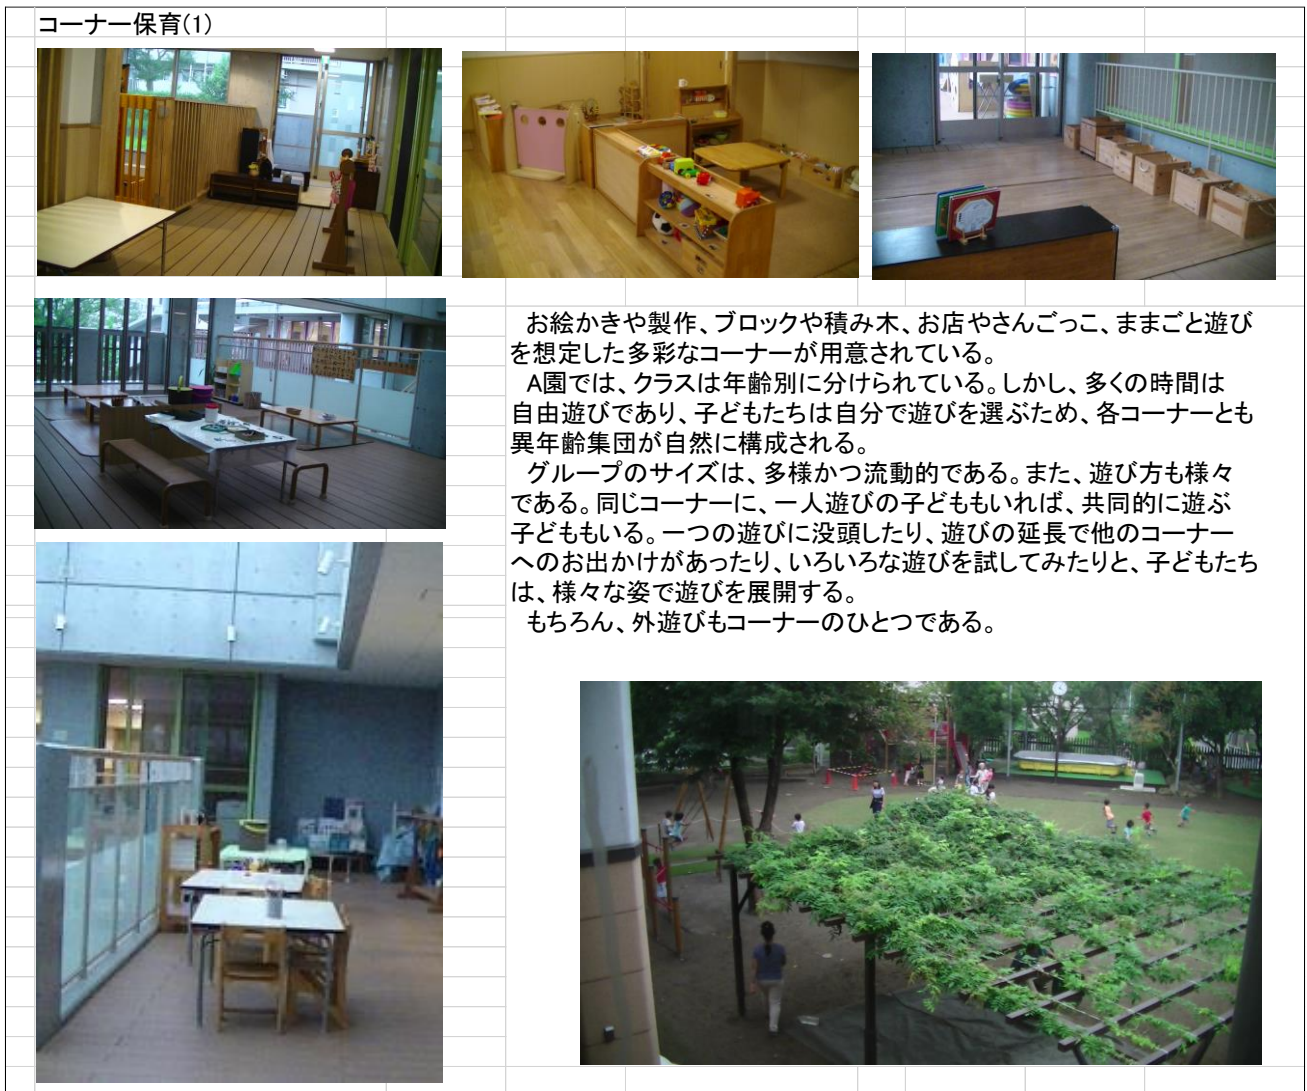 コーナー保育(1)
お絵かきや製作、ブロックや積み木、お店やさんごっこ、ままごと遊び
を想定した多彩なコーナーが用意されている。
A園では、クラスは年齢別に分けられている。しかし、多くの時間は
自由遊びであり、子どもたちは自分で遊びを選ぶため、各コーナーとも
異年齢集団が自然に構成される。
グループのサイズは、多様かつ流動的である。また、遊び方も様々
である。同じコーナーに、一人遊びの子どももいれば、共同的に遊ぶ
子どももいる。一つの遊びに没頭したり、遊びの延長で他のコーナー
へのお出かけがあったり、いろいろな遊びを試してみたりと、子どもたち
は、様々な姿で遊びを展開する。
もちろん、外遊びもコーナーのひとつである。